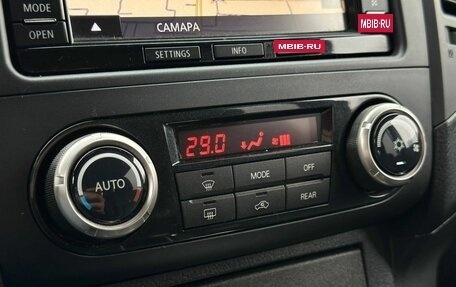 MODE
OPEN
САМАРА
SETTINGS
INFO
MBIB-RU
MBIB-RU
29.0
AUTO
MODE
OFF
REAR